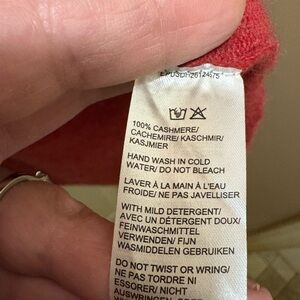 100% CASHMERE/
CACHEMIRE/ KASCHMIR/
KASJMIER
HAND WASH IN COLD
WATER/ DO NOT BLEACH
LAVER À LA MAIN À L'EAU
FROIDE/ NE PAS JAVELLISER
WITH MILD DETERGENT/
AVEC UN DÉTERGENT DOUX/
FEINWASCHMITTEL
VERWENDEN/ FIJN
WASMIDDELEN GEBRUIKEN
DO NOT TWIST OR WRING/
NE PAS TORDRE NI
ESSORER/ NICHT